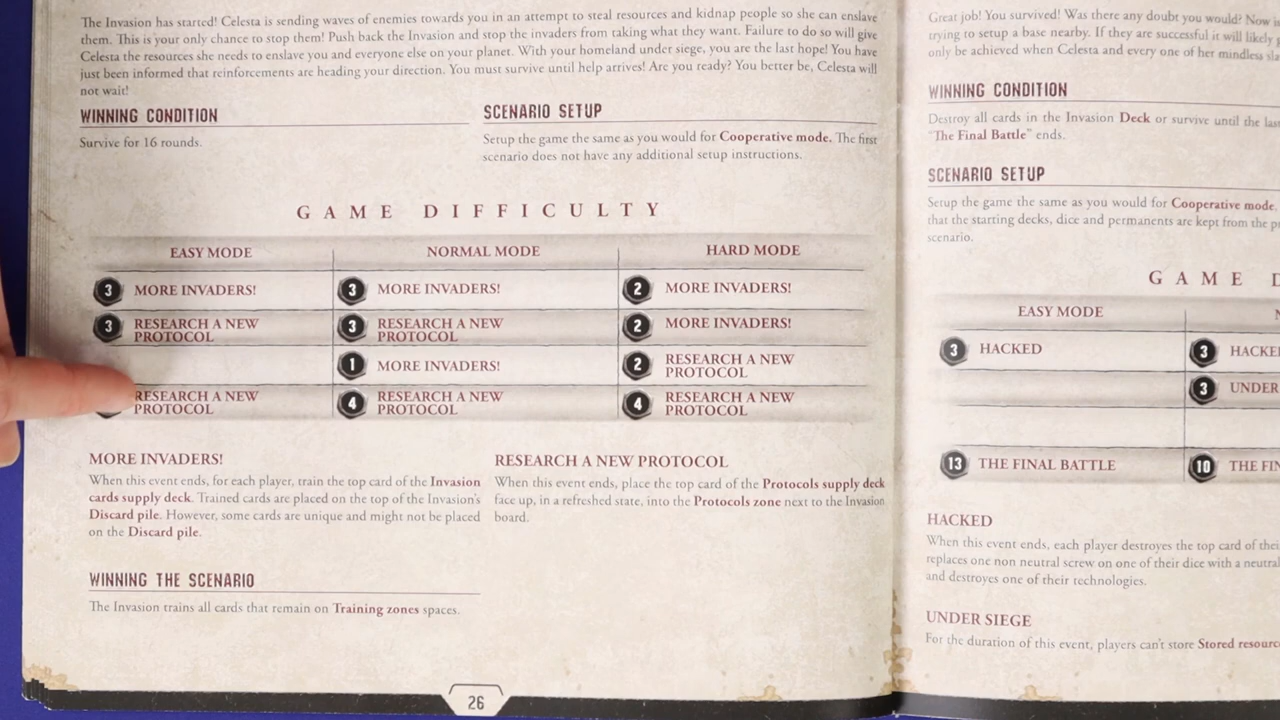 The Invasion has started! Celesta is sending waves of enemies towards you in an attempt to steal resources and kidnap people so she can enslave
them. This is your only chance to stop them! Push back the Invasion and stop the invaders from taking what they want. Failure to do so will give
Celesta the resources she needs to enslave you and everyone else on your planet. With your homeland under siege, you are the last hope! You have
just been informed that reinforcements are heading your direction. You must survive until help arrives! Are you ready? You better be, Celesta will
not wait!
WINNING CONDITION
Survive for 16 rounds.
SCENARIO SETUP
Setup the game the same as you would for Cooperative mode. The first
scenario does not have any additional setup instructions.
GAME DIFFICULTY
EASY MODE NORMAL MODE HARD MODE
3 MORE INVADERS! 3 MORE INVADERS! 2 MORE INVADERS!
3 RESEARCH A NEW PROTOCOL 3 RESEARCH A NEW PROTOCOL 2 MORE INVADERS!
1 MORE INVADERS! 2 RESEARCH A NEW PROTOCOL
RESEARCH A NEW PROTOCOL 4 RESEARCH A NEW PROTOCOL 4 RESEARCH A NEW PROTOCOL
MORE INVADERS!
When this event ends, for each player, train the top card of the Invasion
cards supply deck. Trained cards are placed on the top of the Invasion's
Discard pile. However, some cards are unique and might not be placed
on the Discard pile.
RESEARCH A NEW PROTOCOL
When this event ends, place the top card of the Protocols supply deck
face up, in a refreshed state, into the Protocols zone next to the Invasion
board.
WINNING THE SCENARIO
The Invasion trains all cards that remain on Training zones spaces.
26
Great job! You survived! Was there any doubt you would? Now
trying to setup a base nearby. If they are successful it will likely
only be achieved when Celesta and every one of her mindless
WINNING CONDITION
Destroy all cards in the Invasion Deck or survive until the
"The Final Battle" ends.
SCENARIO SETUP
Setup the game the same as you would for Cooperative mode,
that the starting decks, dice and permanents are kept from the
scenario.
GAME
EASY MODE
3 HACKED 3
3 UNDER
13 THE FINAL BATTLE 10 THE
HACKED
When this event ends, each player destroyes the top card of
replaces one non neutral screw on one of their dice with a
and destroyes one of their technologies.
UNDER SIEGE
For the duration of this event, players can't store Stored